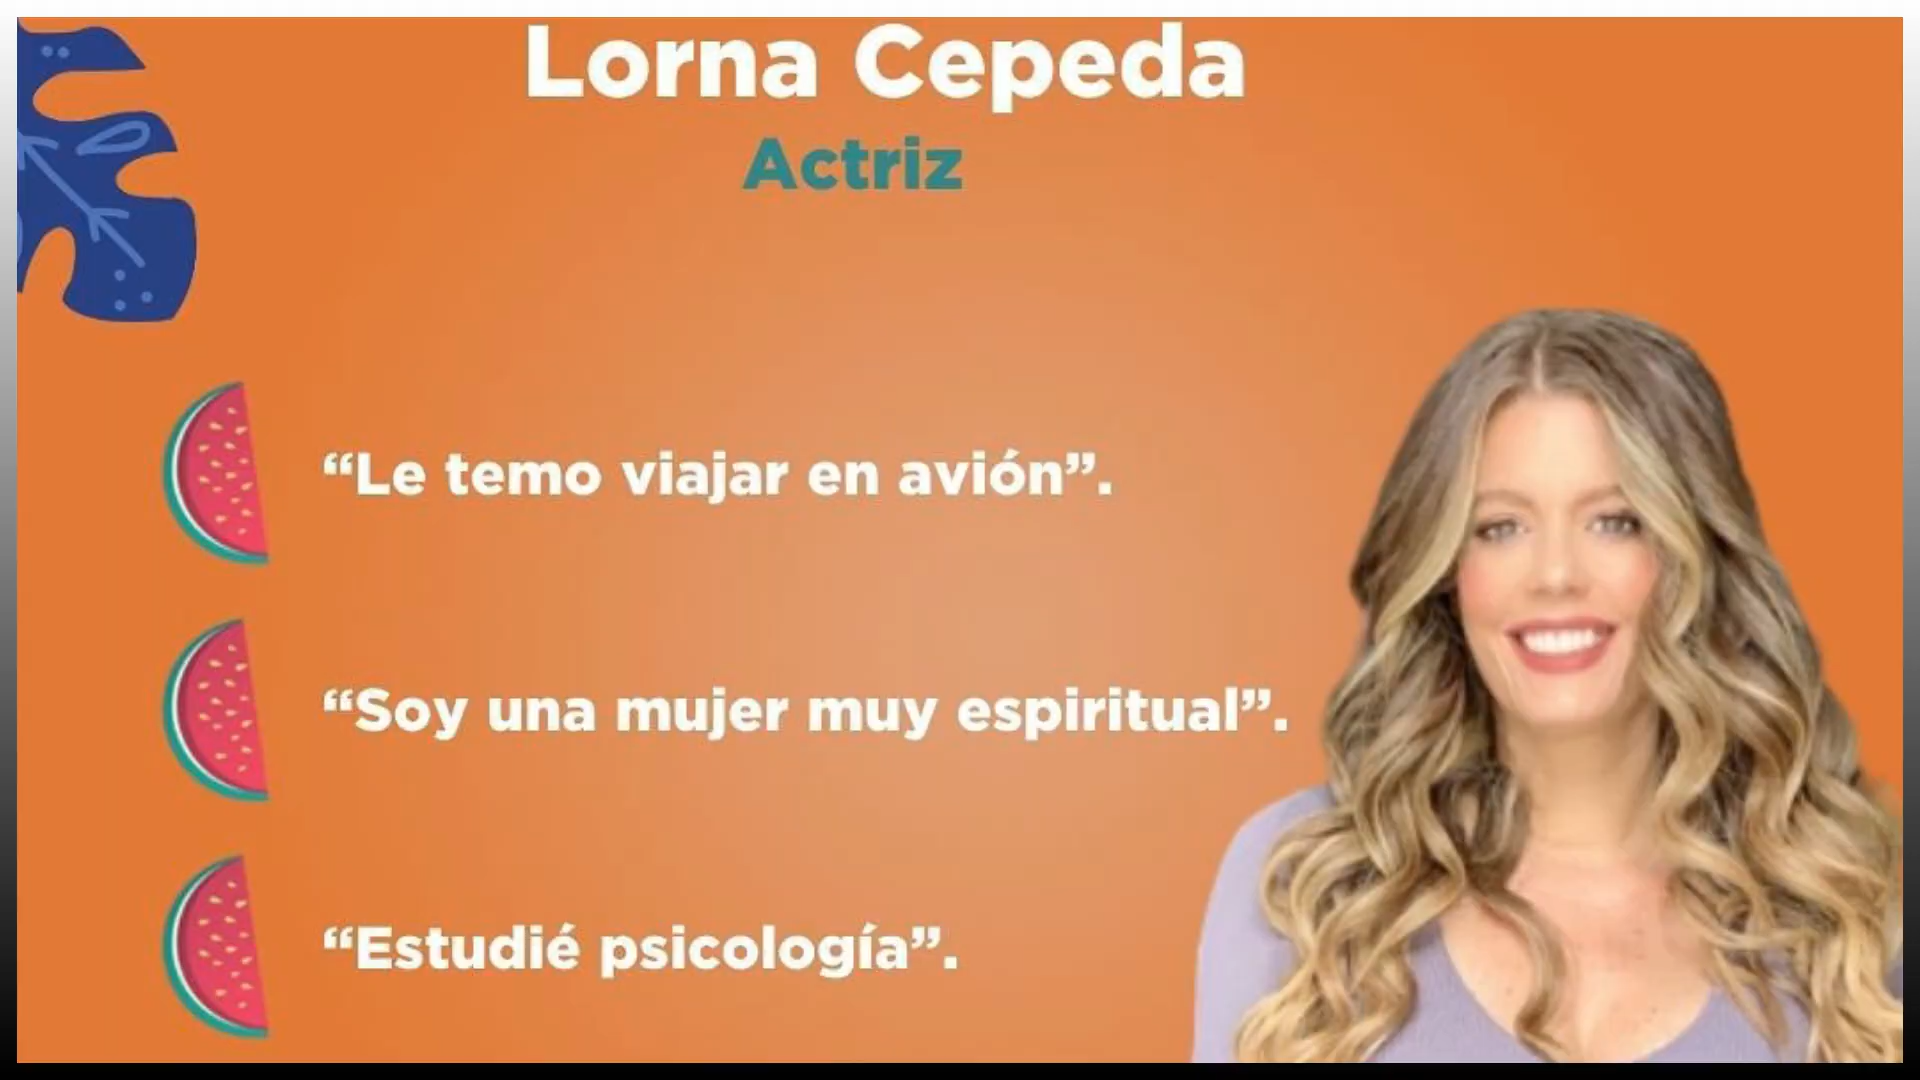 Lorna Cepeda
Actriz
“Le temo viajar en avión”.
“Soy una mujer muy espiritual”.
“Estudié psicología”.